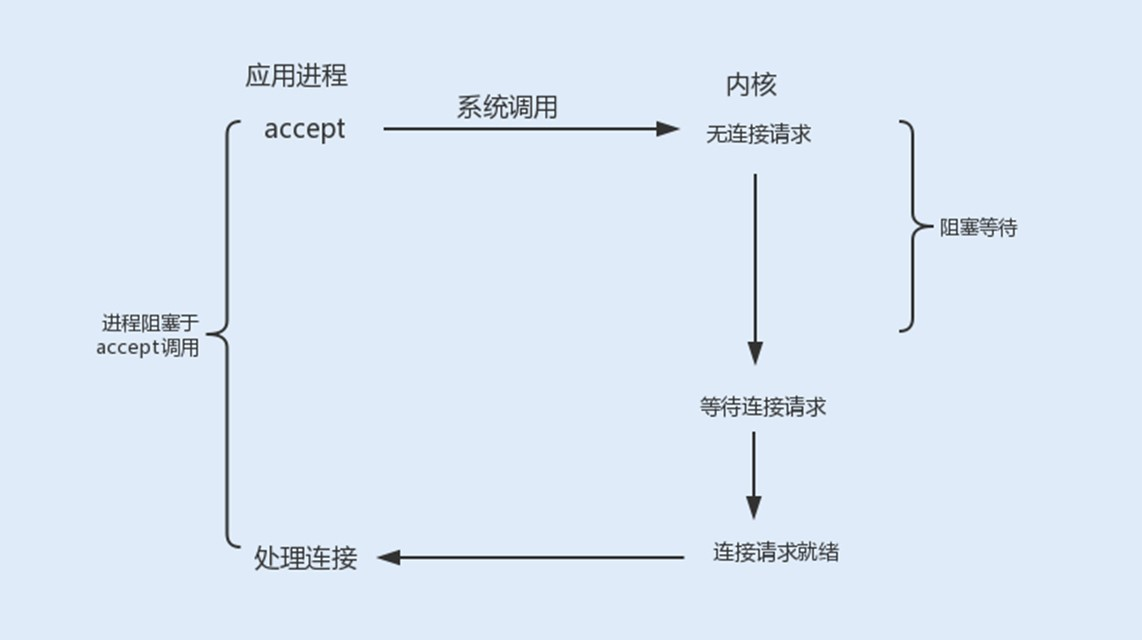 应用进程
内核
系统调用
accept
无连接请求
阻塞等待
进程阻塞于
accept调用
等待连接请求
连接请求就绪
处理连接